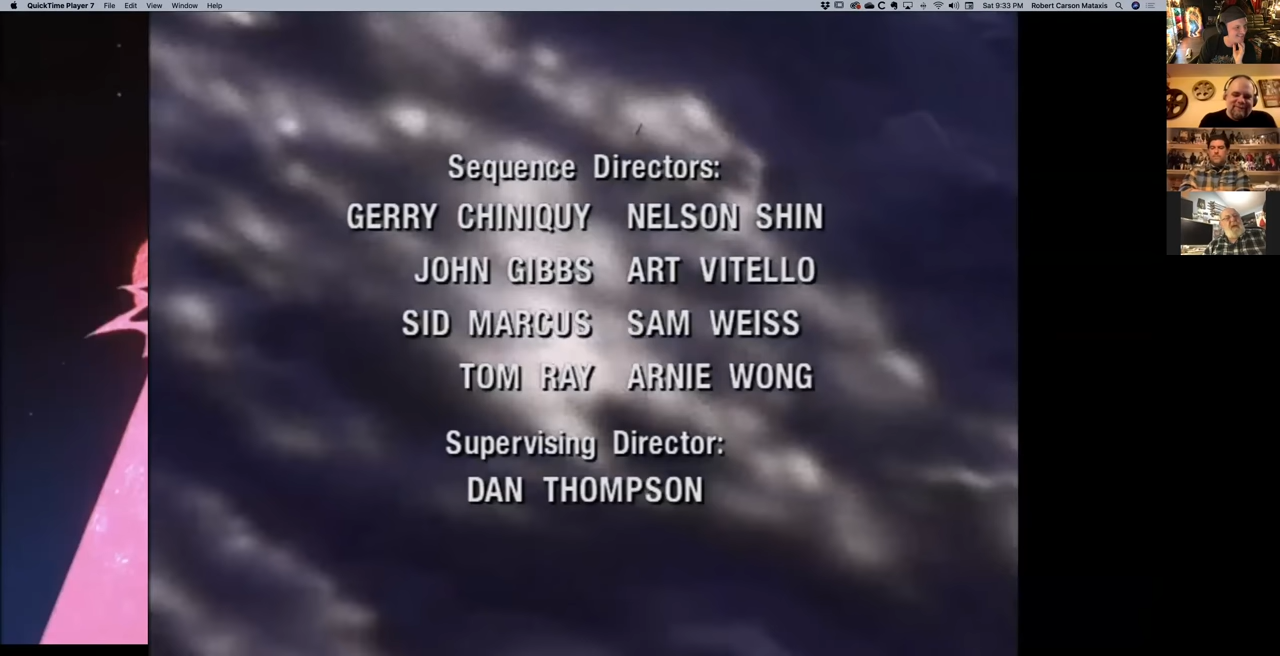 QuickTime Player 7 File Edit View Window Help Sat 9:33 PM Robert Carson Mataxis
Sequence Directors:
GERRY CHINIQUY NELSON SHIN
JOHN GIBBS ART VITELLO
SID MARCUS SAM WEISS
TOM RAY ARNIE WONG
Supervising Director:
DAN THOMPSON